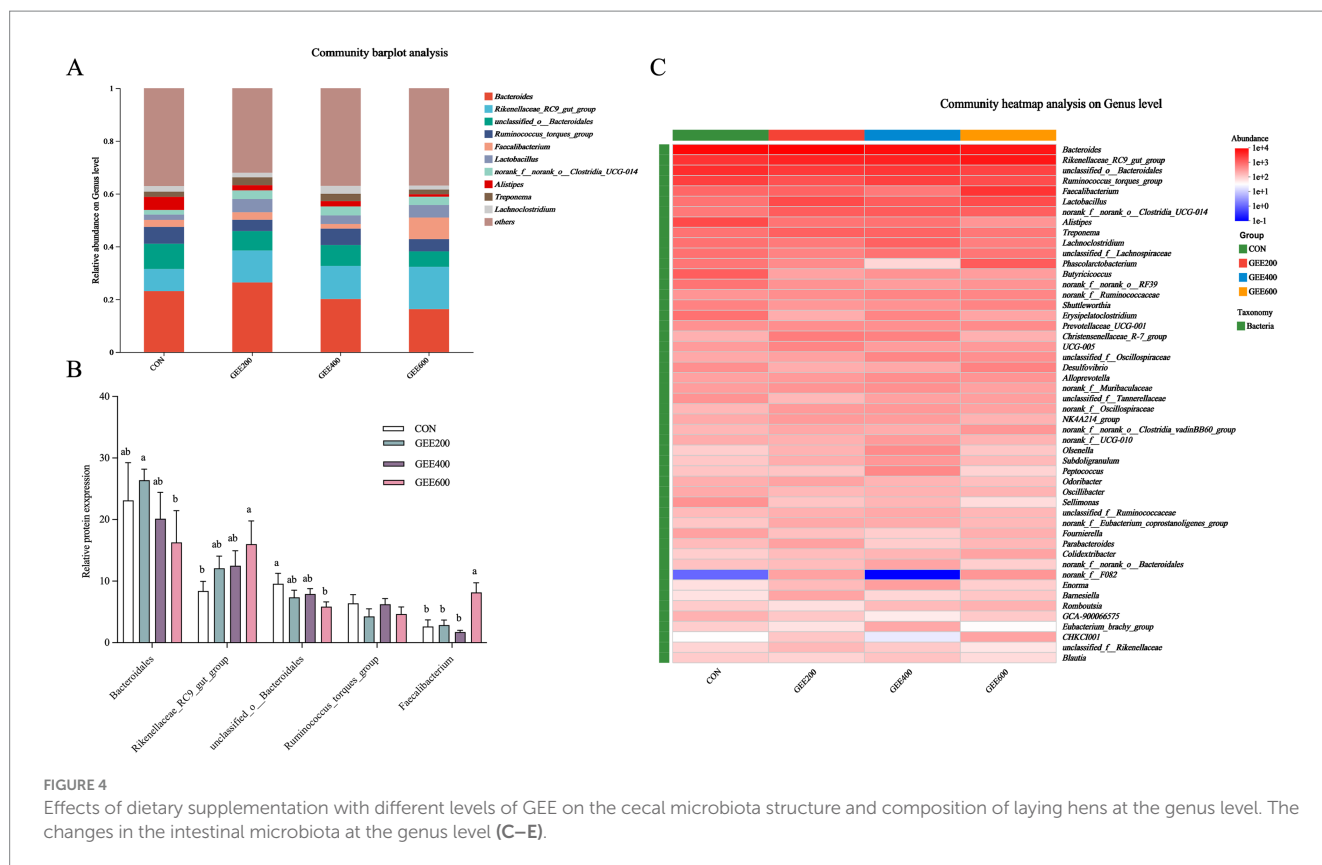 A
Community barplot analysis
Relative abundance on Genus level
1
0.8
0.6
0.4
0.2
0
CON
GEE200
GEE400
GEE600
Bacteroides
Rikenellaceae_RC9_gut_group
unclassified_o__Bacteroidales
Ruminococcus_torques_group
Faecalibacterium
Lactobacillus
norank_f__norank_o__Clostridia_UCG-014
Alistipes
Treponema
Lachnoclostridium
others
B
Relative protein exxpression
40
30
20
10
0
CON
GEE200
GEE400
GEE600
ab a ab b
b ab ab a
a ab ab b
b b b a
Bacteroidales
Rikenellaceae_RC9_gut_group
unclassified_o__Bacteroidales
Ruminococcus_torques_group
Faecalibacterium
C
Community heatmap analysis on Genus level
Bacteroides
Rikenellaceae_RC9_gut_group
unclassified_o__Bacteroidales
Ruminococcus_torques_group
Faecalibacterium
Lactobacillus
norank_f__norank_o__Clostridia_UCG-014
Alistipes
Treponema
Lachnoclostridium
unclassified_f__Lachnospiraceae
Phascolarctobacterium
Butyricicoccus
norank_f__norank_o__RF39
norank_f__Ruminococcaceae
Shuttleworthia
Erysipelatoclostridium
Prevotellaceae_UCG-001
Christensenellaceae_R-7_group
UCG-005
unclassified_f__Oscillospiraceae
Desulfovibrio
Alloprevotella
norank_f__Muribaculaceae
unclassified_f__Tannerellaceae
norank_f__Oscillospiraceae
NK4A214_group
norank_f__norank_o__Clostridia_vadinBB60_group
norank_f__UCG-010
Olsenella
Subdoligranulum
Peptococcus
Odoribacter
Oscillibacter
Sellimonas
unclassified_f__Ruminococcaceae
norank_f__Eubacterium_coprostanoligenes_group
Fournierella
Parabacteroides
Colidextribacter
norank_f__norank_o__Bacteroidales
norank_f__F082
Enorma
Barnesiella
Romboutsia
GCA-900066575
Eubacterium_brachy_group
CHKCI001
unclassified_f__Rikenellaceae
Blautia
CON
GEE200
GEE400
GEE600
Abundance
1e+4
1e+3
1e+2
1e+1
1e+0
1e-1
Group
CON
GEE200
GEE400
GEE600
Taxonomy
Bacteria
FIGURE 4
Effects of dietary supplementation with different levels of GEE on the cecal microbiota structure and composition of laying hens at the genus level. The
changes in the intestinal microbiota at the genus level (C–E).